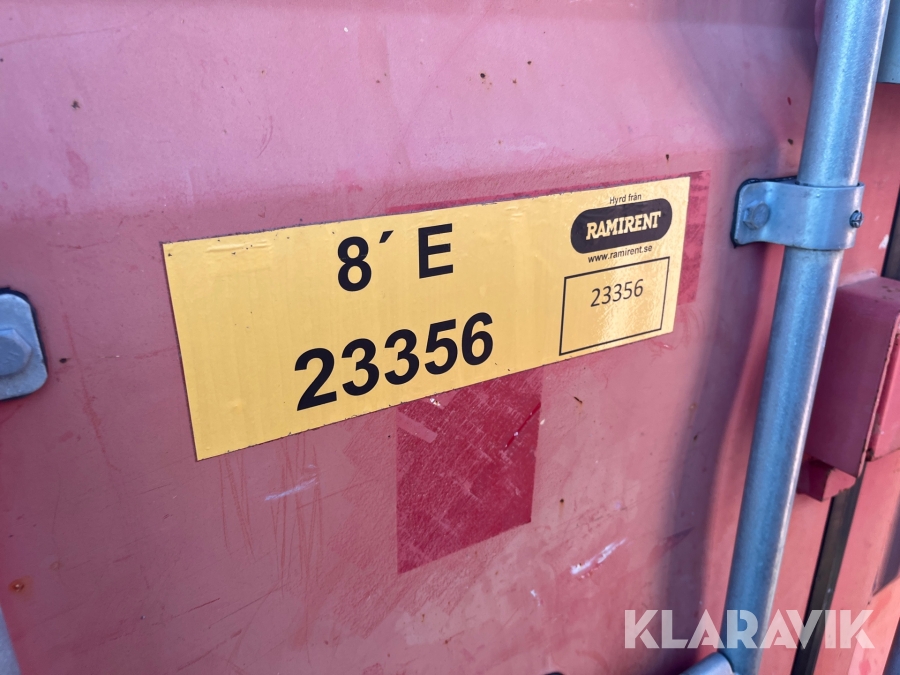 8´ E
23356
Hyrd från
RAMIRENT
www.ramirent.se
23356
KLARAVIK